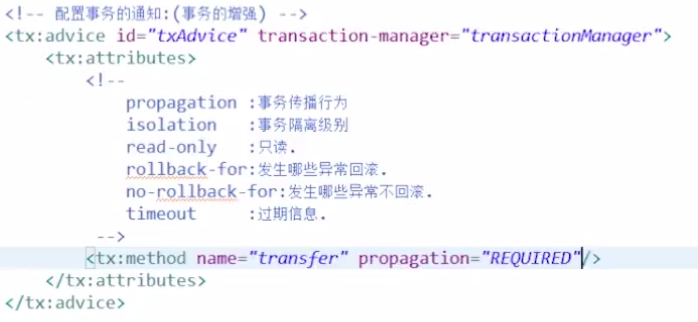 <!-- 配置事务的通知:(事务的增强) -->
<tx:advice id="txAdvice" transaction-manager="transactionManager">
<tx:attributes>
<!--
propagation :事务传播行为
isolation :事务隔离级别
read-only :只读.
rollback-for:发生哪些异常回滚.
no-rollback-for:发生哪些异常不回滚.
timeout :过期信息.
-->
<tx:method name="transfer" propagation="REQUIRED"/>
</tx:attributes>
</tx:advice>